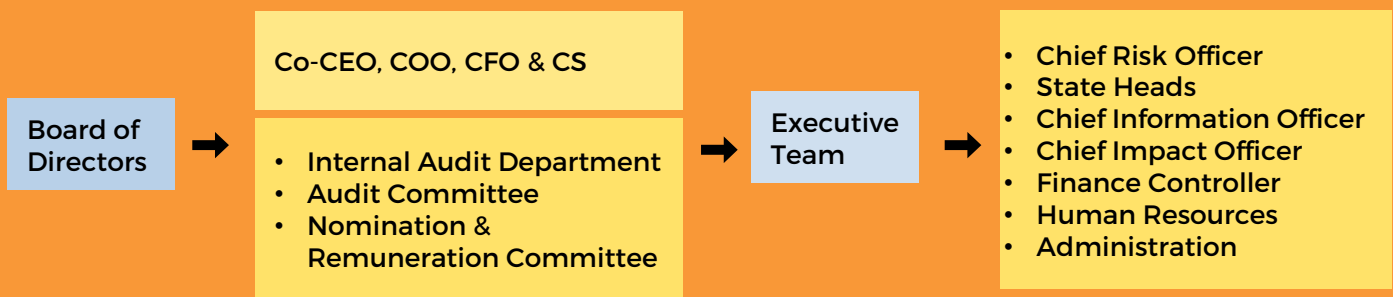 Board of
Directors
Co-CEO, COO, CFO & CS
• Internal Audit Department
• Audit Committee
• Nomination &
Remuneration Committee
Executive
Team
• Chief Risk Officer
• State Heads
• Chief Information Officer
• Chief Impact Officer
• Finance Controller
• Human Resources
• Administration